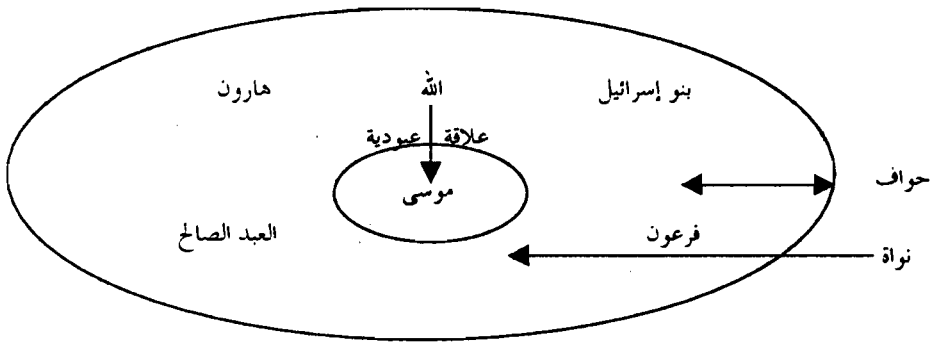 بنو إسرائيل
الله
هارون
علاقة عبودية
موسى
حواف
فرعون
العبد الصالح
نواة